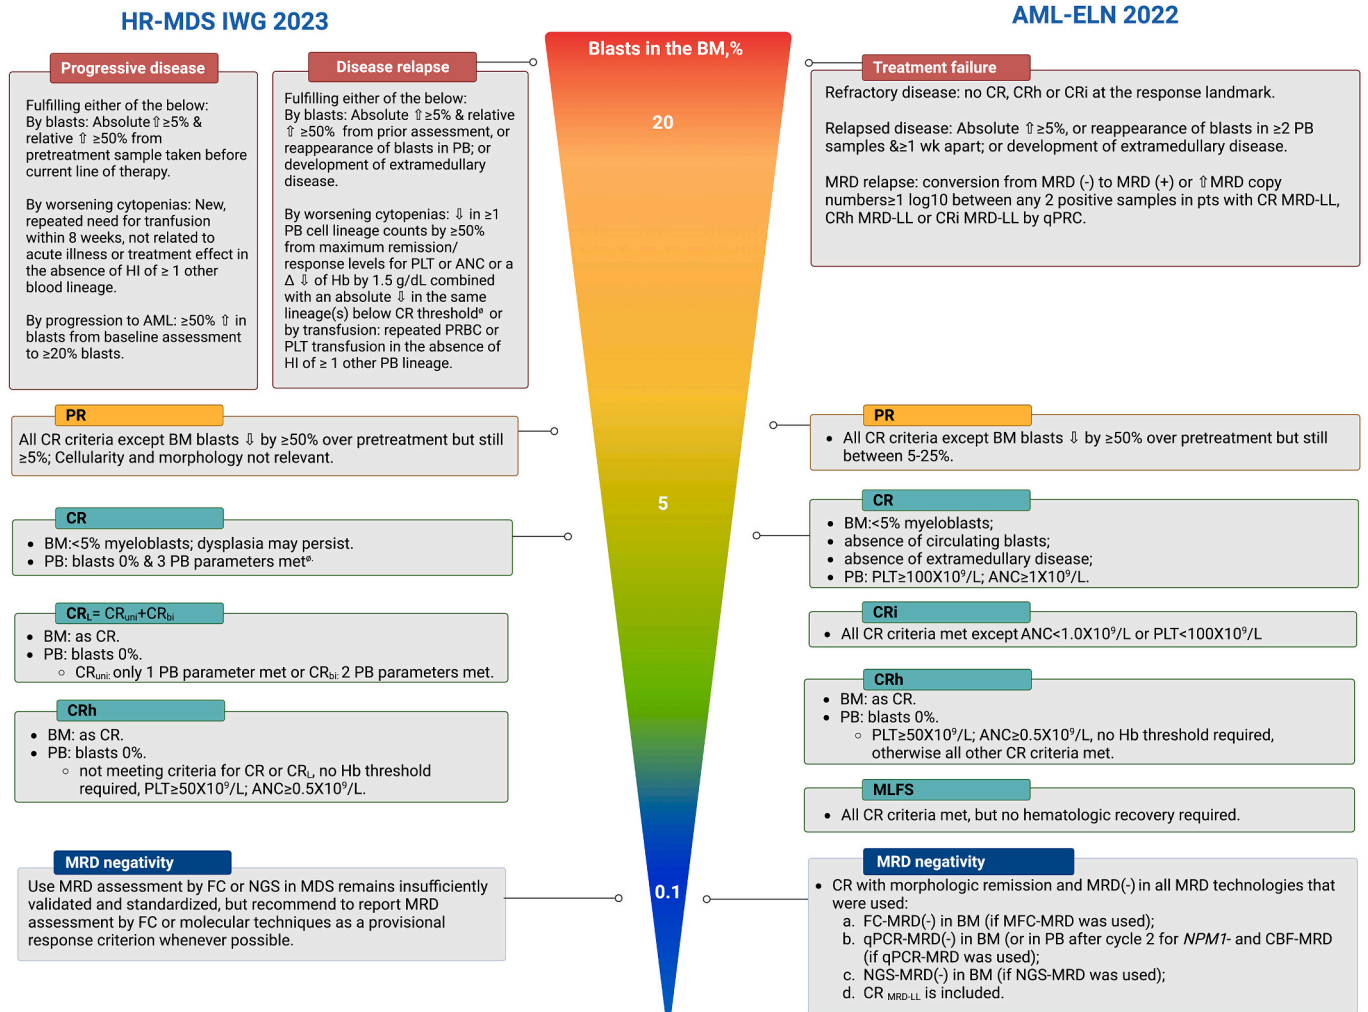 HR-MDS IWG 2023
Progressive disease
Fulfilling either of the below:
By blasts: Absolute⇧≥5% &
relative ⇧ ≥50% from
pretreatment sample taken before
current line of therapy.
By worsening cytopenias: New,
repeated need for tranfusion
within 8 weeks, not related to
acute illness or treatment effect in
the absence of HI of ≥ 1 other
blood lineage.
By progression to AML: ≥50% ⇧ in
blasts from baseline assessment
to ≥20% blasts.
Disease relapse
Fulfilling either of the below:
By blasts: Absolute ⇧≥5% & relative
⇧ ≥50% from prior assessment, or
reappearance of blasts in PB; or
development of extramedullary
disease.
By worsening cytopenias: ⇩ in ≥1
PB cell lineage counts by ≥50%
from maximum remission/
response levels for PLT or ANC or a
Δ ⇩ of Hb by 1.5 g/dL combined
with an absolute ⇩ in the same
lineage(s) below CR thresholdᶲ or
by transfusion: repeated PRBC or
PLT transfusion in the absence of
HI of ≥ 1 other PB lineage.
PR
All CR criteria except BM blasts ⇩ by ≥50% over pretreatment but still
≥5%; Cellularity and morphology not relevant.
CR
• BM:<5% myeloblasts; dysplasia may persist.
• PB: blasts 0% & 3 PB parameters metᶲ.
CR_L= CR_uni+CR_bi
• BM: as CR.
• PB: blasts 0%.
○ CR_uni: only 1 PB parameter met or CR_bi: 2 PB parameters met.
CRh
• BM: as CR.
• PB: blasts 0%.
○ not meeting criteria for CR or CR_L, no Hb threshold
required, PLT≥50X10⁹/L; ANC≥0.5X10⁹/L.
MRD negativity
Use MRD assessment by FC or NGS in MDS remains insufficiently
validated and standardized, but recommend to report MRD
assessment by FC or molecular techniques as a provisional
response criterion whenever possible.
Blasts in the BM,%
20
5
0.1
AML-ELN 2022
Treatment failure
Refractory disease: no CR, CRh or CRi at the response landmark.
Relapsed disease: Absolute ⇧≥5%, or reappearance of blasts in ≥2 PB
samples &≥1 wk apart; or development of extramedullary disease.
MRD relapse: conversion from MRD (-) to MRD (+) or ⇧MRD copy
numbers≥1 log10 between any 2 positive samples in pts with CR MRD-LL,
CRh MRD-LL or CRi MRD-LL by qPRC.
PR
• All CR criteria except BM blasts ⇩ by ≥50% over pretreatment but still
between 5-25%.
CR
• BM:<5% myeloblasts;
• absence of circulating blasts;
• absence of extramedullary disease;
• PB: PLT≥100X10⁹/L; ANC≥1X10⁹/L.
CRi
• All CR criteria met except ANC<1.0X10⁹/L or PLT<100X10⁹/L
CRh
• BM: as CR.
• PB: blasts 0%.
○ PLT≥50X10⁹/L; ANC≥0.5X10⁹/L, no Hb threshold required,
otherwise all other CR criteria met.
MLFS
• All CR criteria met, but no hematologic recovery required.
MRD negativity
• CR with morphologic remission and MRD(-) in all MRD technologies that
were used:
a. FC-MRD(-) in BM (if MFC-MRD was used);
b. qPCR-MRD(-) in BM (or in PB after cycle 2 for NPM1- and CBF-MRD
(if qPCR-MRD was used);
c. NGS-MRD(-) in BM (if NGS-MRD was used);
d. CR MRD-LL is included.